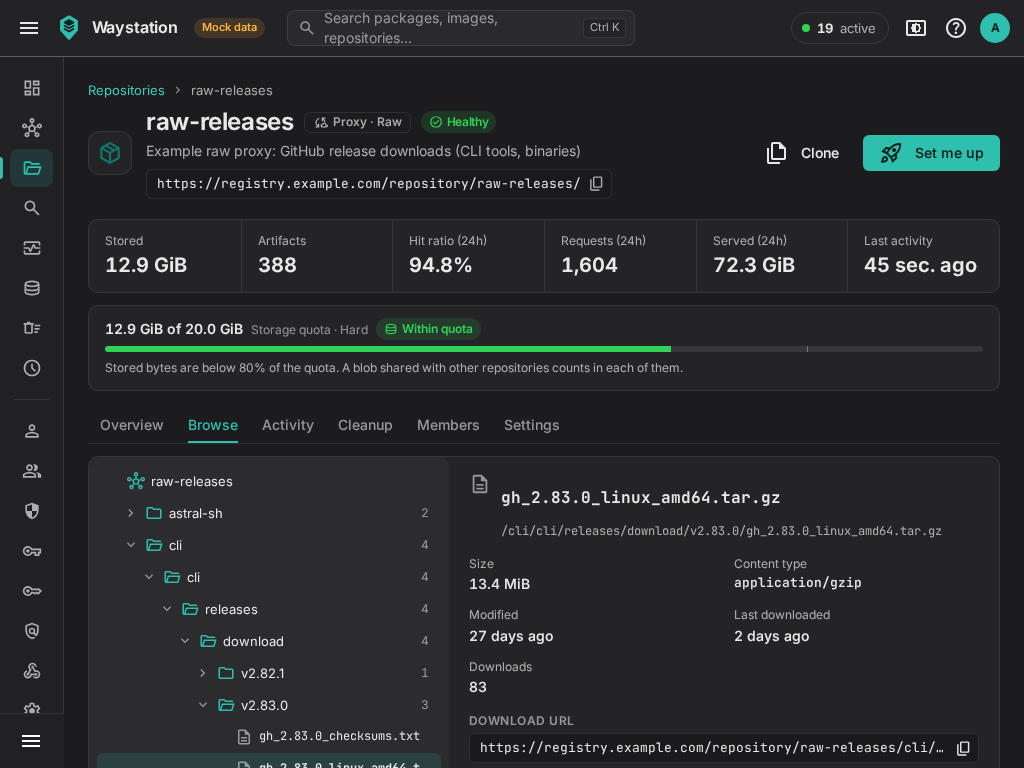 Waystation
Mock data
Search packages, images, repositories...
Ctrl K
19 active
A
Repositories
raw-releases
raw-releases
Proxy · Raw
Healthy
Example raw proxy: GitHub release downloads (CLI tools, binaries)
https://registry.example.com/repository/raw-releases/
Clone
Set me up
Stored
12.9 GiB
Artifacts
388
Hit ratio (24h)
94.8%
Requests (24h)
1,604
Served (24h)
72.3 GiB
Last activity
45 sec. ago
12.9 GiB of 20.0 GiB
Storage quota · Hard
Within quota
Stored bytes are below 80% of the quota. A blob shared with other repositories counts in each of them.
Overview
Browse
Activity
Cleanup
Members
Settings
raw-releases
astral-sh 2
cli 4
cli 4
releases 4
download 4
v2.82.1 1
v2.83.0 3
gh_2.83.0_checksums.txt
gh_2.83.0_linux_amd64.t
gh_2.83.0_linux_amd64.tar.gz
/cli/cli/releases/download/v2.83.0/gh_2.83.0_linux_amd64.tar.gz
Size
13.4 MiB
Content type
application/gzip
Modified
27 days ago
Last downloaded
2 days ago
Downloads
83
DOWNLOAD URL
https://registry.example.com/repository/raw-releases/cli/…